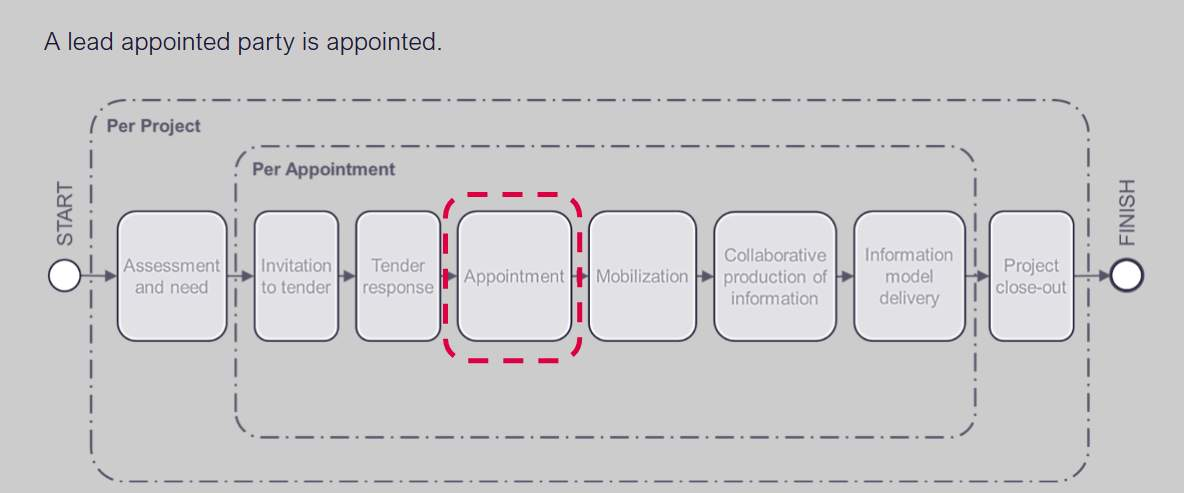 A lead appointed party is appointed.
Per Project
Per Appointment
START
Assessment
and need
Invitation
to tender
Tender
response
Appointment
Mobilization
Collaborative
production of
information
Information
model
delivery
Project
close-out
FINISH